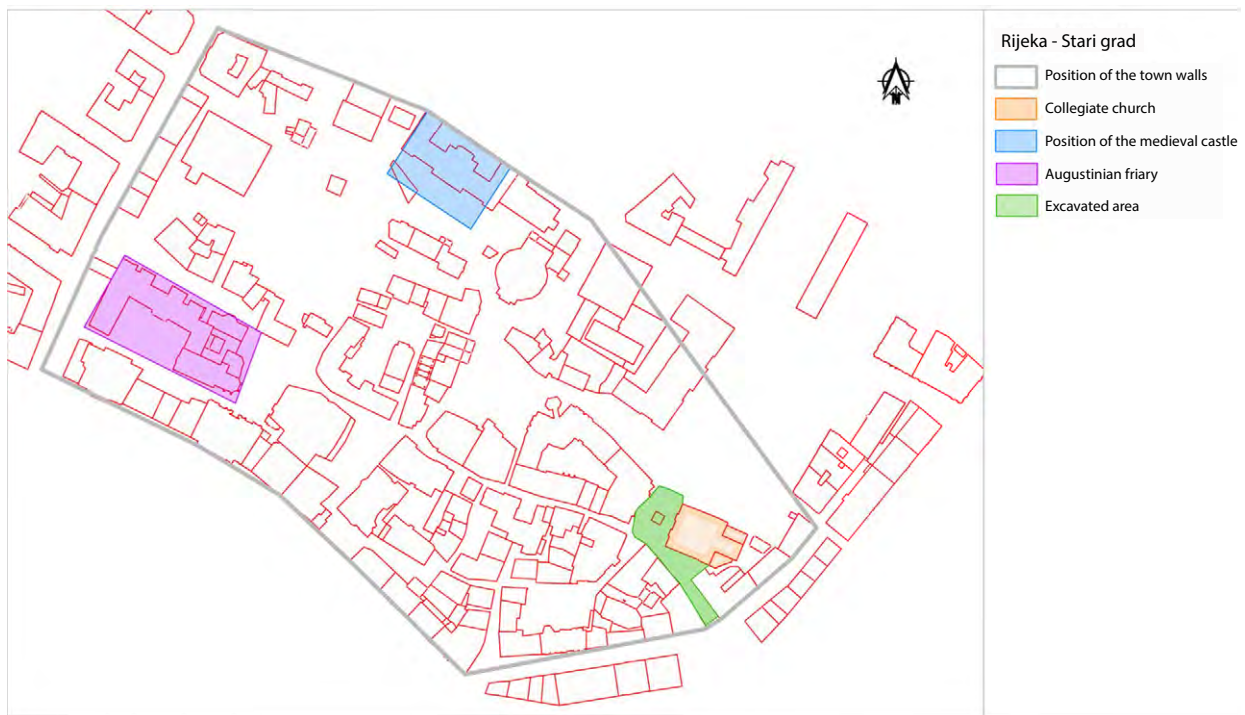 Rijeka - Stari grad
Position of the town walls
Collegiate church
Position of the medieval castle
Augustinian friary
Excavated area
N